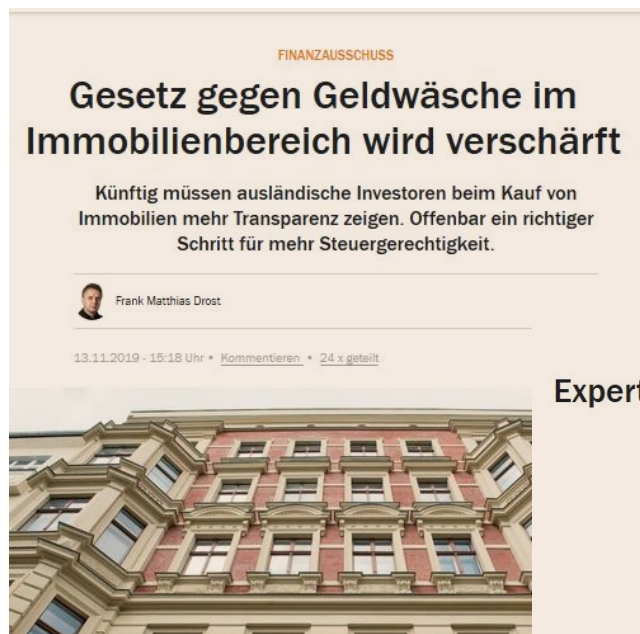 FINANZAUSSCHUSS
Gesetz gegen Geldwäsche im
Immobilienbereich wird verschärft
Künftig müssen ausländische Investoren beim Kauf von
Immobilien mehr Transparenz zeigen. Offenbar ein richtiger
Schritt für mehr Steuergerechtigkeit.
Frank Matthias Drost
13.11.2019 - 15:18 Uhr • Kommentieren • 24 x geteilt
Expert